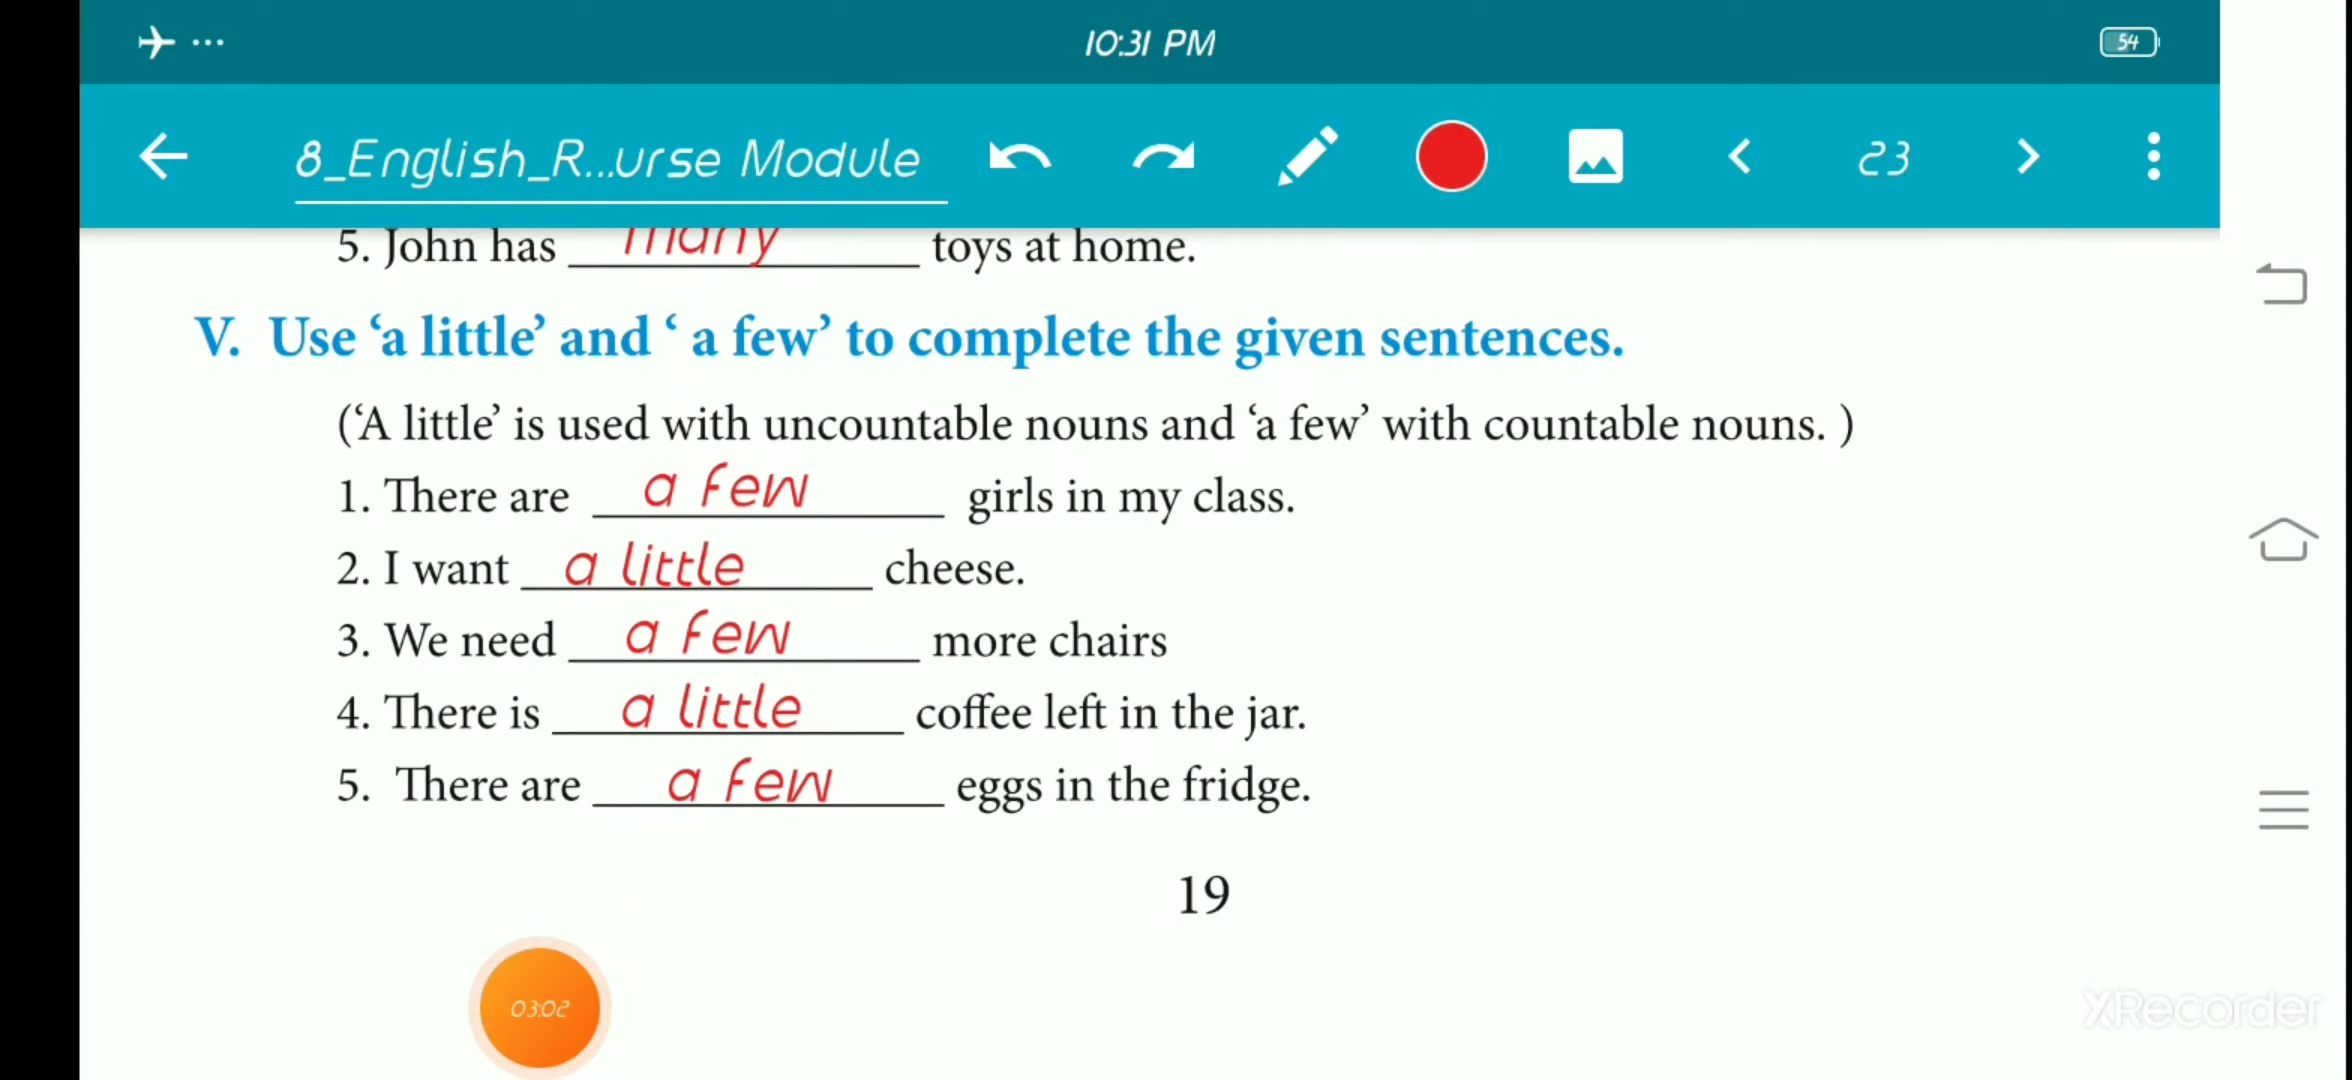 10:31 PM
54
8_English_R...urse Module
23
5. John has many toys at home.
V. Use ‘a little’ and ‘ a few’ to complete the given sentences.
(‘A little’ is used with uncountable nouns and ‘a few’ with countable nouns. )
1. There are a few girls in my class.
2. I want a little cheese.
3. We need a few more chairs
4. There is a little coffee left in the jar.
5. There are a few eggs in the fridge.
19
03:02
XRecorder